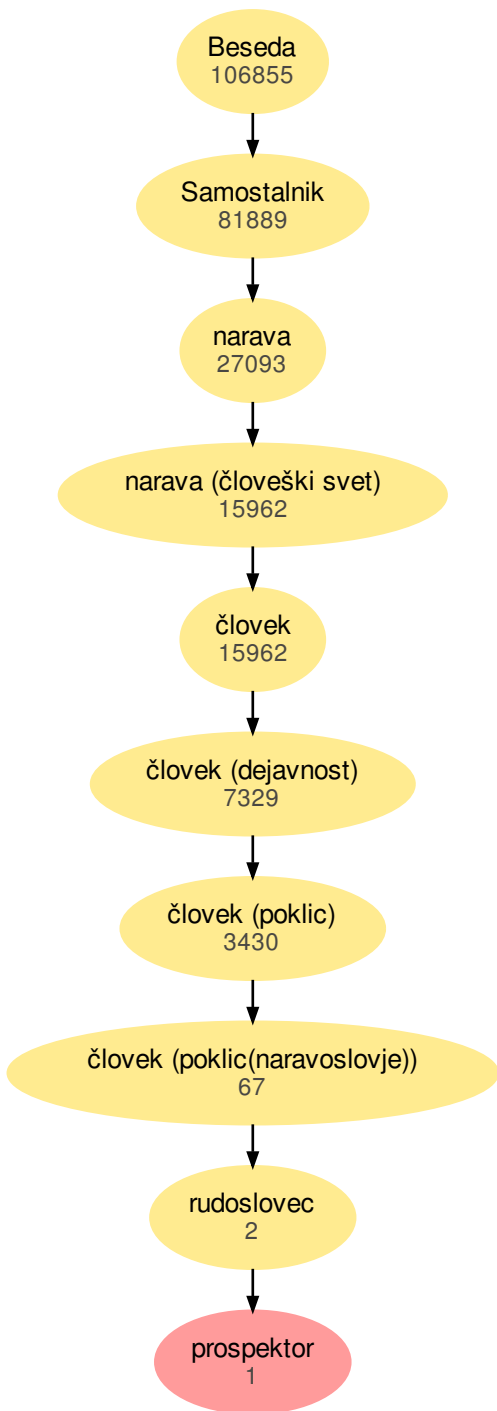 Beseda
106855
Samostalnik
81889
narava
27093
narava (človeški svet)
15962
človek
15962
človek (dejavnost)
7329
človek (poklic)
3430
človek (poklic(naravoslovje))
67
rudoslovec
2
prospektor
1